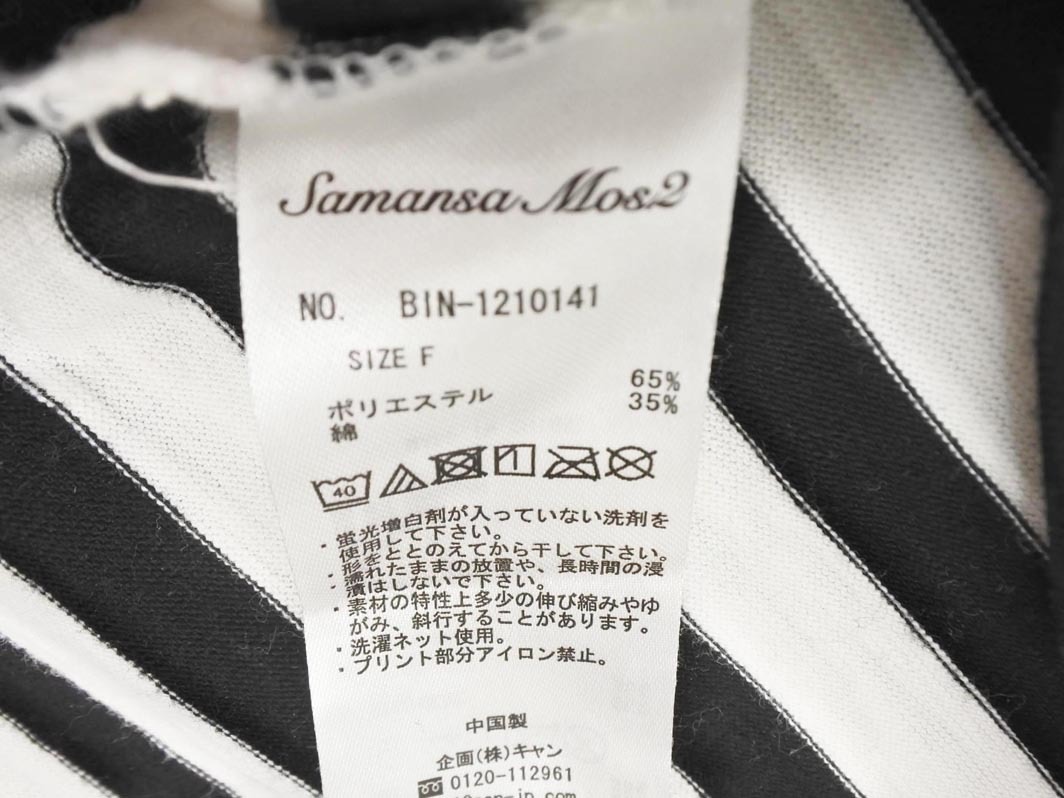 Samansa Mos2
NO. BIN-1210141
SIZE F
ポリエステル 65%
綿 35%
40
・蛍光増白剤が入っていない洗剤を
使用して下さい。
・形をととのえてから干して下さい。
・濡れたままの放置や、長時間の浸
漬はしないで下さい。
・素材の特性上多少の伸び縮みやゆ
がみ、斜行することがあります。
・洗濯ネット使用。
・プリント部分アイロン禁止。
中国製
企画(株)キャン
0120-112961